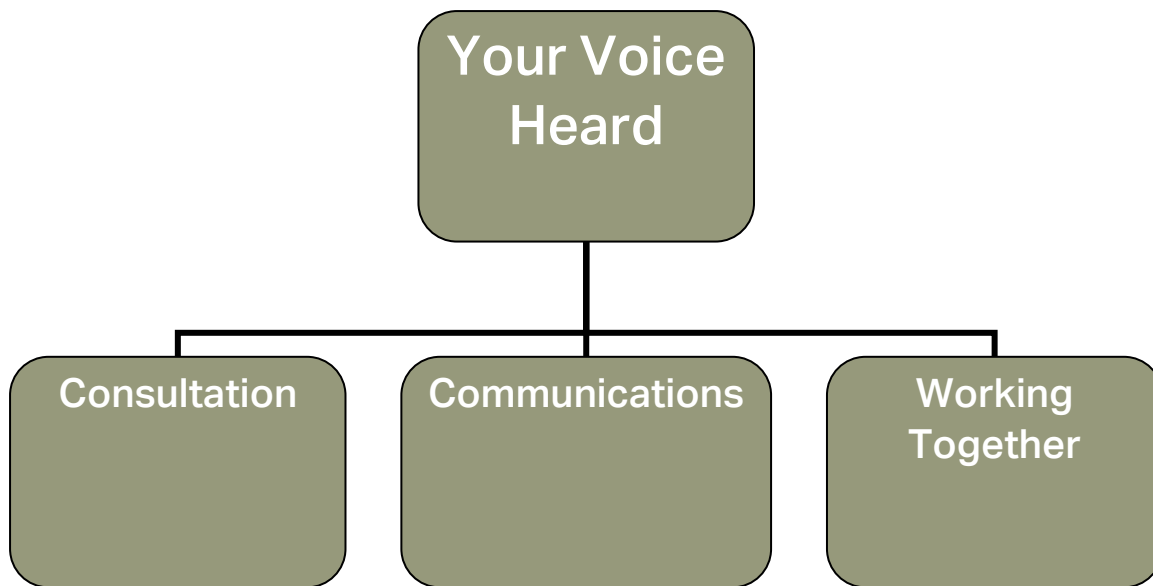 Your Voice
Heard
Consultation
Communications
Working
Together